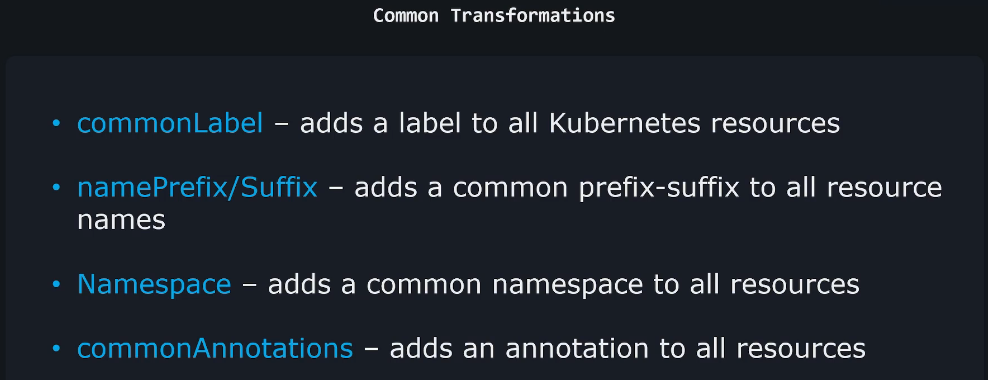 Common Transformations
• commonLabel – adds a label to all Kubernetes resources
• namePrefix/Suffix – adds a common prefix-suffix to all resource
names
• Namespace – adds a common namespace to all resources
• commonAnnotations – adds an annotation to all resources